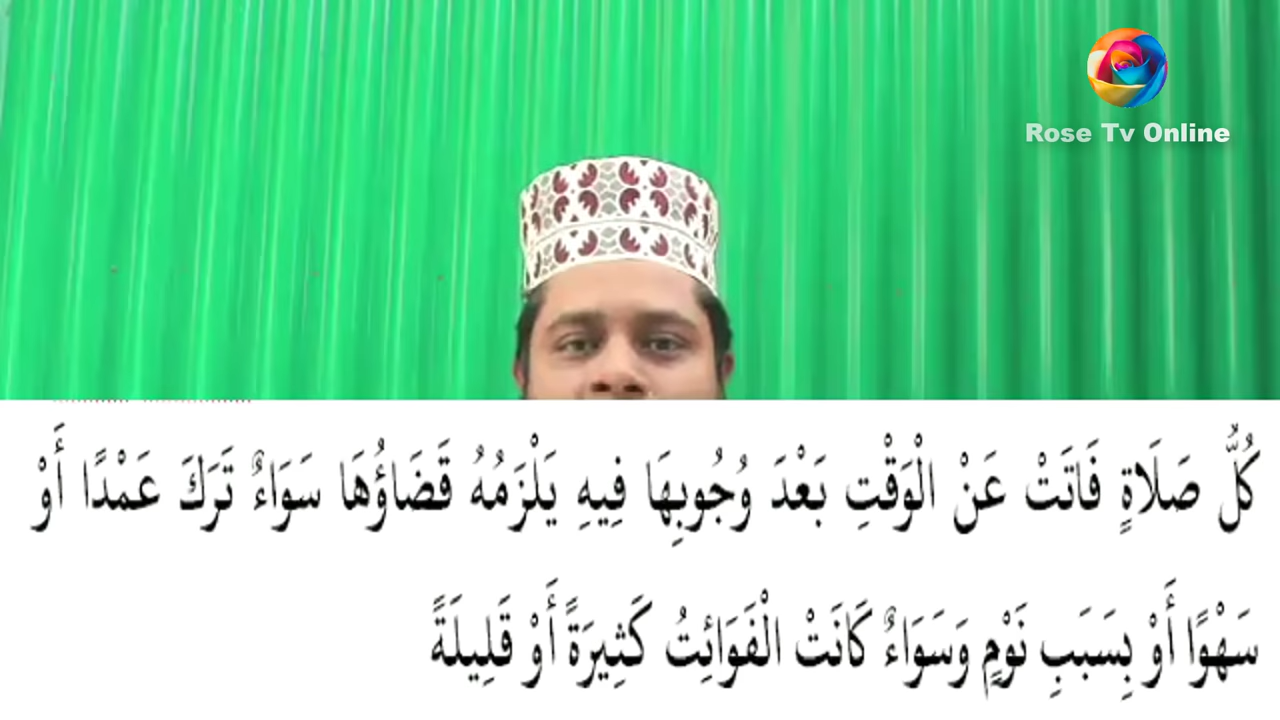 Rose Tv Online
كُلُّ صَلَاةٍ فَاتَتْ عَنْ الْوَقْتِ بَعْدَ وُجُوبِهَا فِيهِ يَلْزَمُهُ قَضَاؤُهَا سَوَاءٌ تَرَكَ عَمْدًا أَوْ
سَهْوًا أَوْ بِسَبَبِ نَوْمٍ وَسَوَاءٌ كَانَتْ الْفَوَائِتُ كَثِيرَةً أَوْ قَلِيلَةً